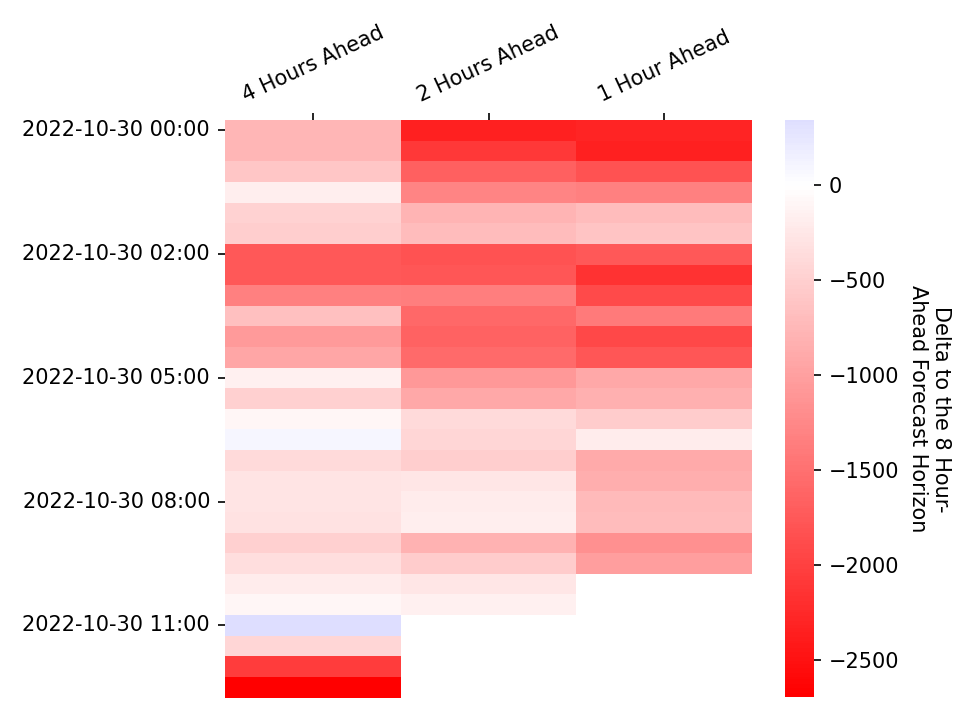 4 Hours Ahead
2 Hours Ahead
1 Hour Ahead
2022-10-30 00:00
2022-10-30 02:00
2022-10-30 05:00
2022-10-30 08:00
2022-10-30 11:00
0
−500
−1000
−1500
−2000
−2500
Delta to the 8 Hour-
Ahead Forecast Horizon